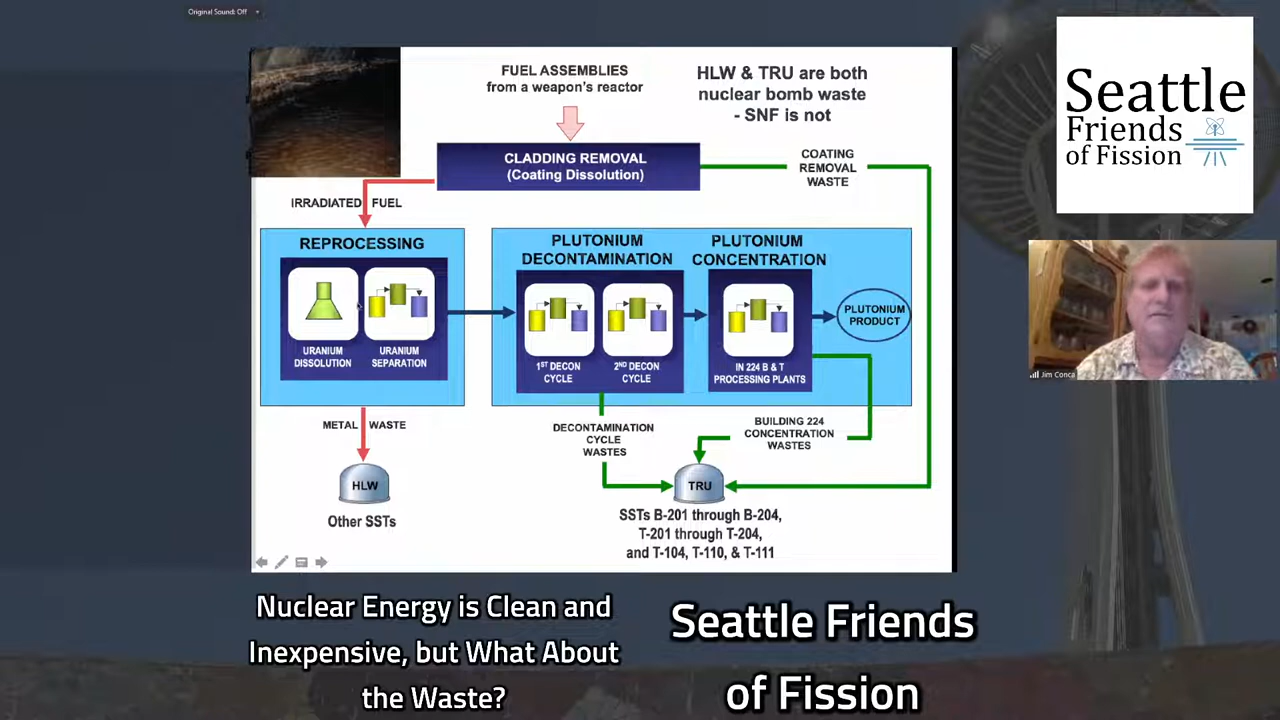 Original Sound: Off
FUEL ASSEMBLIES
from a weapon's reactor
HLW & TRU are both
nuclear bomb waste
- SNF is not
CLADDING REMOVAL
(Coating Dissolution)
COATING
REMOVAL
WASTE
IRRADIATED FUEL
REPROCESSING
URANIUM
DISSOLUTION
URANIUM
SEPARATION
PLUTONIUM
DECONTAMINATION
1ST DECON
CYCLE
2ND DECON
CYCLE
PLUTONIUM
CONCENTRATION
IN 224 B & T
PROCESSING PLANTS
PLUTONIUM
PRODUCT
METAL WASTE
HLW
Other SSTs
DECONTAMINATION
CYCLE
WASTES
BUILDING 224
CONCENTRATION
WASTES
TRU
SSTs B-201 through B-204,
T-201 through T-204,
and T-104, T-110, & T-111
Seattle
Friends
of Fission
Jim Conca
Nuclear Energy is Clean and
Inexpensive, but What About
the Waste?
Seattle Friends
of Fission